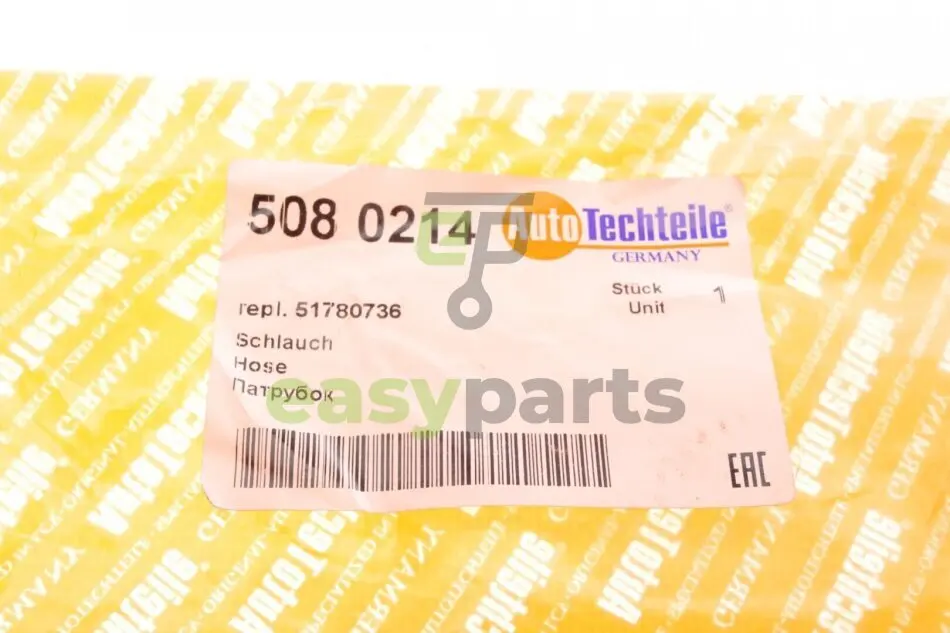 508 0214
AutoTechteile®
GERMANY
repl. 51780736
Stück
Unit
1
Schlauch
Hose
Патрубок
easyparts
EAC